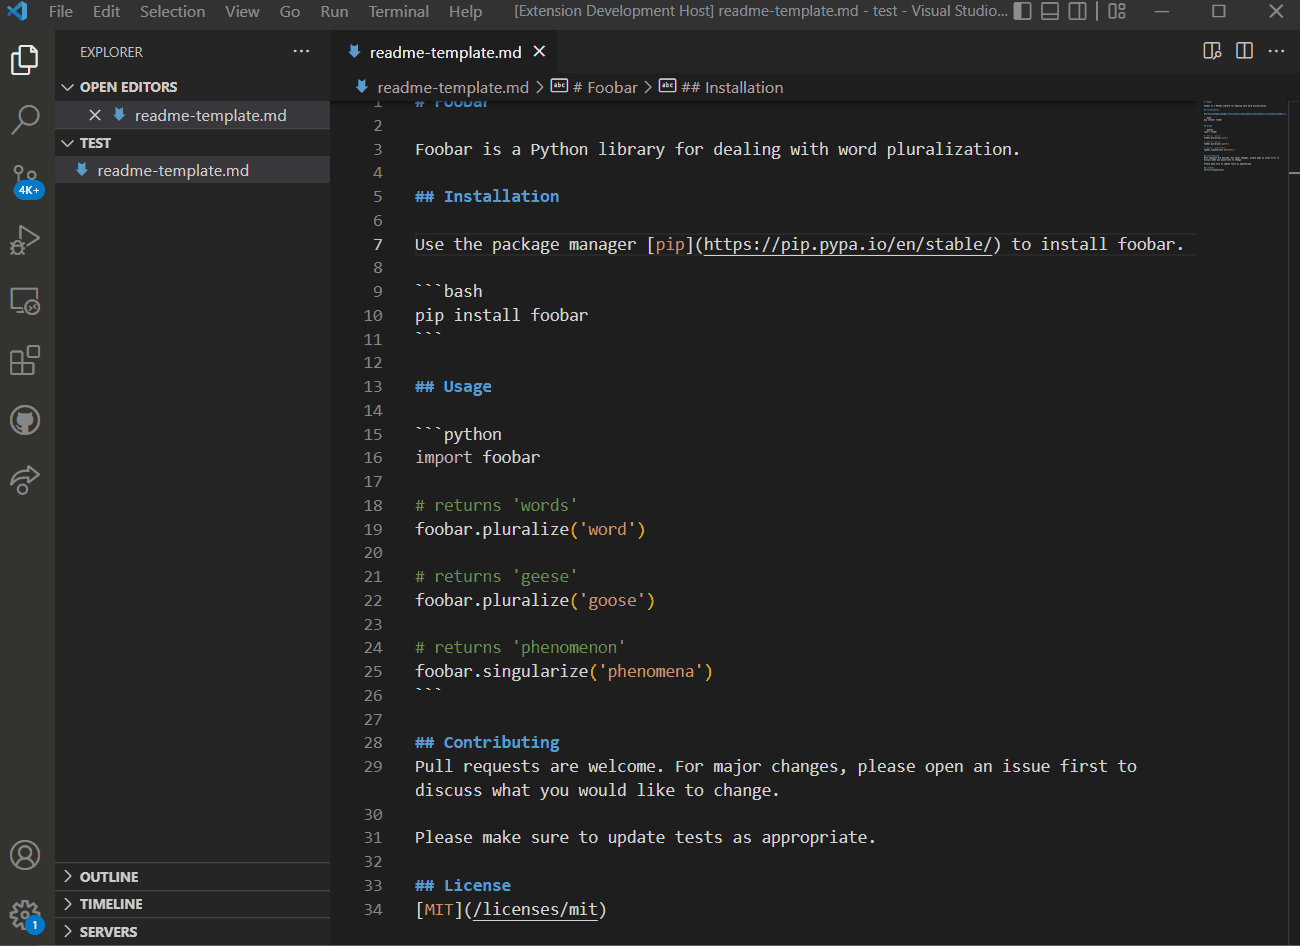 File Edit Selection View Go Run Terminal Help [Extension Development Host] readme-template.md - test - Visual Studio...
EXPLORER
OPEN EDITORS
readme-template.md
TEST
readme-template.md
4K+
OUTLINE
TIMELINE
SERVERS
1
readme-template.md
readme-template.md > # Foobar > ## Installation
1 # Foobar
2
3 Foobar is a Python library for dealing with word pluralization.
4
5 ## Installation
6
7 Use the package manager [pip](https://pip.pypa.io/en/stable/) to install foobar.
8
9 ```bash
10 pip install foobar
11 ```
12
13 ## Usage
14
15 ```python
16 import foobar
17
18 # returns 'words'
19 foobar.pluralize('word')
20
21 # returns 'geese'
22 foobar.pluralize('goose')
23
24 # returns 'phenomenon'
25 foobar.singularize('phenomena')
26 ```
27
28 ## Contributing
29 Pull requests are welcome. For major changes, please open an issue first to
discuss what you would like to change.
30
31 Please make sure to update tests as appropriate.
32
33 ## License
34 [MIT](/licenses/mit)